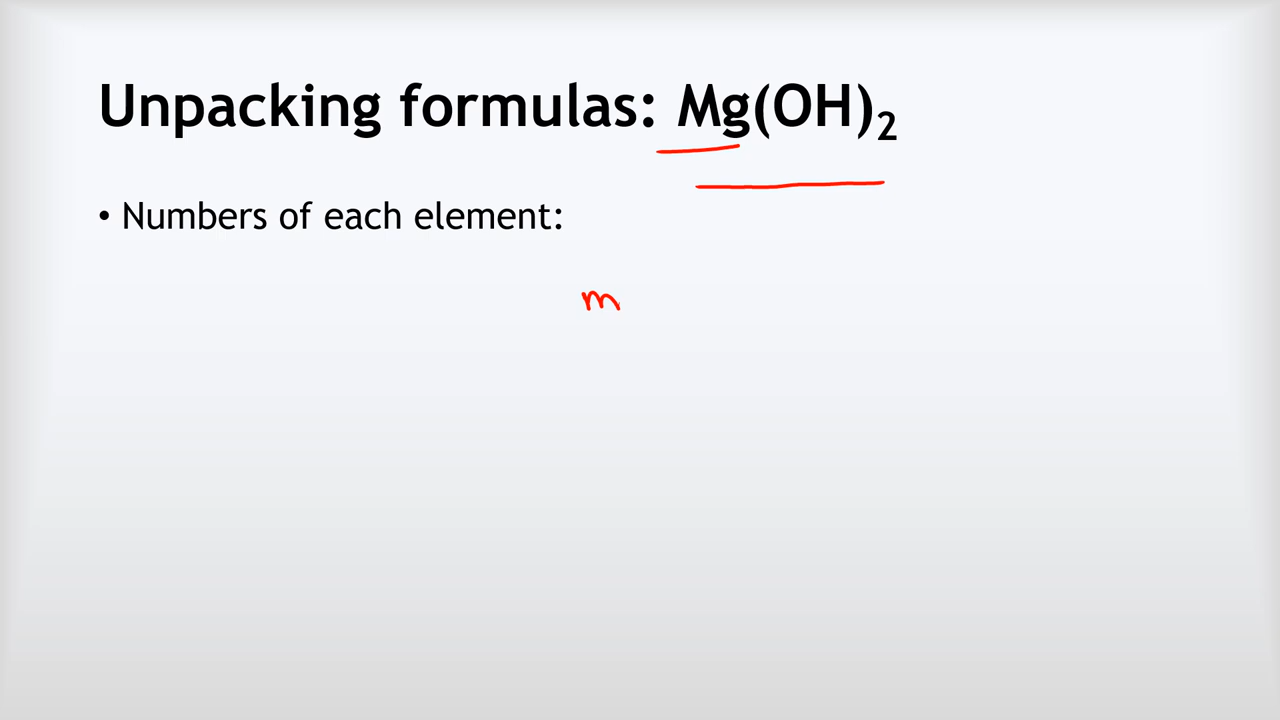 Unpacking formulas: Mg(OH)₂
• Numbers of each element:
m